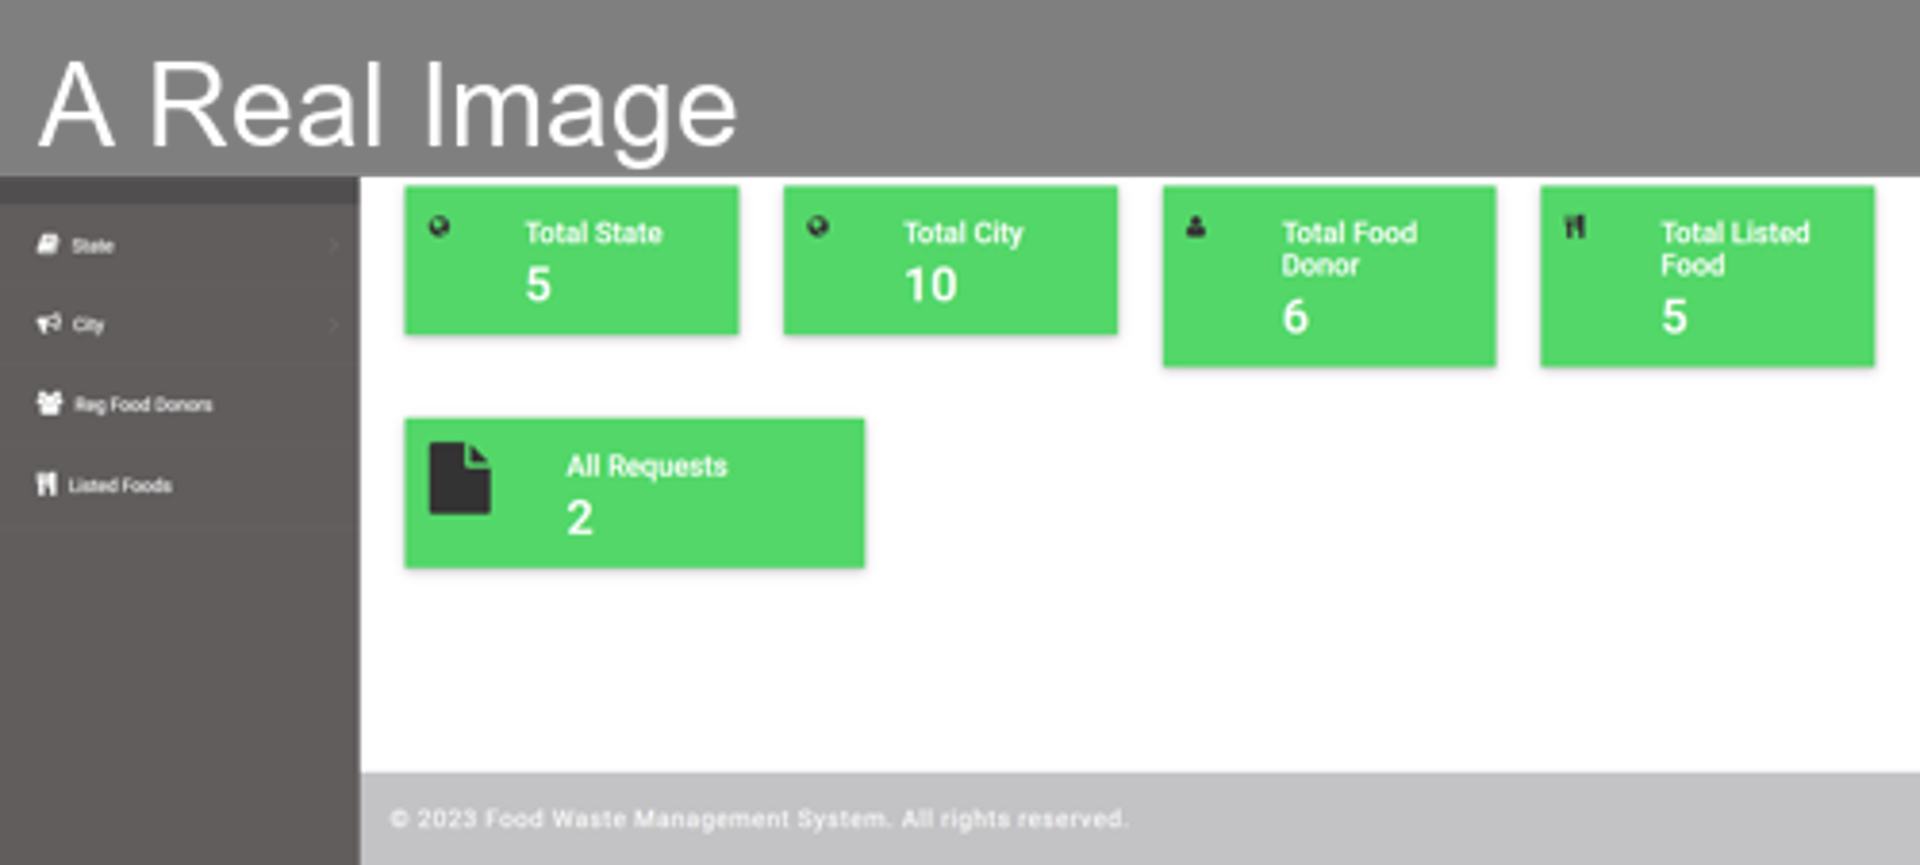 A Real Image
State
City
Reg Food Donors
Listed Foods
Total State
5
Total City
10
Total Food
Donor
6
Total Listed
Food
5
All Requests
2
© 2023 Food Waste Management System. All rights reserved.